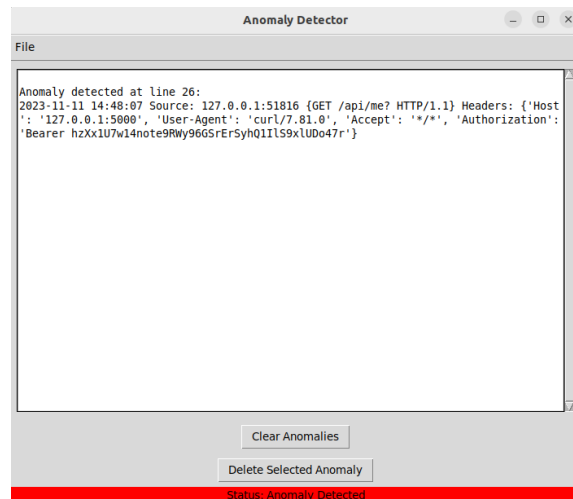 Anomaly Detector
File
Anomaly detected at line 26:
2023-11-11 14:48:07 Source: 127.0.0.1:51816 {GET /api/me? HTTP/1.1} Headers: {'Host
': '127.0.0.1:5000', 'User-Agent': 'curl/7.81.0', 'Accept': '*/*', 'Authorization':
'Bearer hzXx1U7w14note9RWy96GSrErSyhQ1IlS9xlUDo47r'}
Clear Anomalies
Delete Selected Anomaly
Status: Anomaly Detected